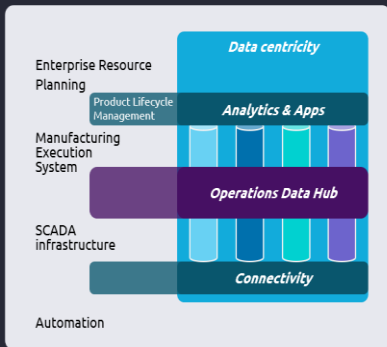 Data centricity
Enterprise Resource
Planning
Product Lifecycle
Management
Analytics & Apps
Manufacturing
Execution
System
Operations Data Hub
SCADA
infrastructure
Connectivity
Automation